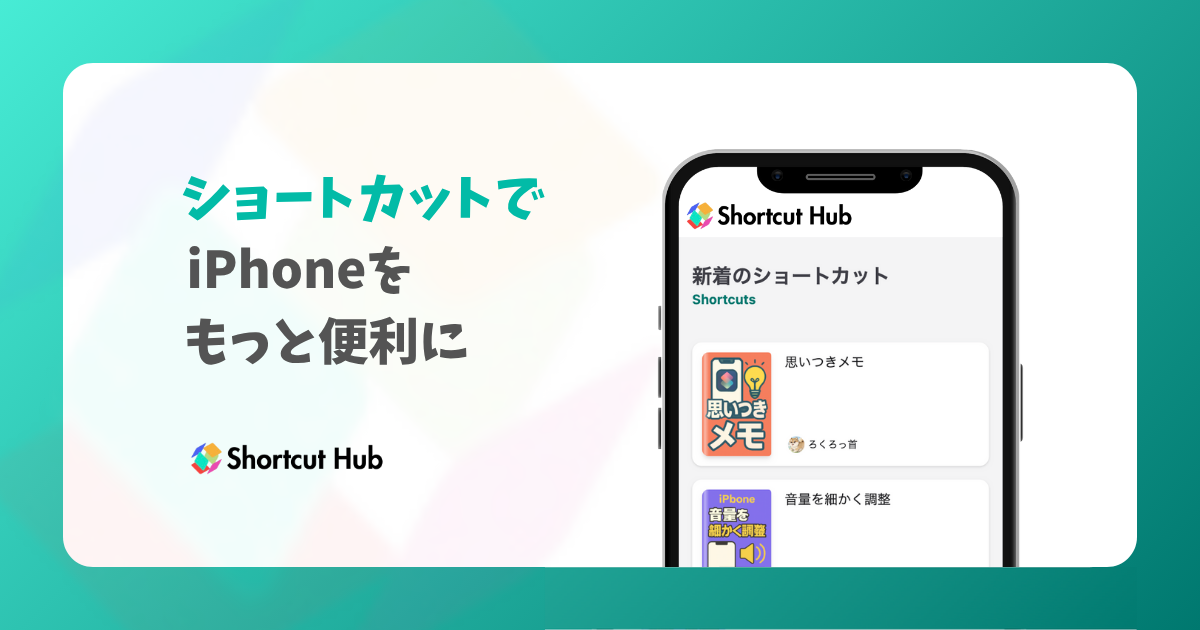 ショートカットで
iPhoneを
もっと便利に
Shortcut Hub
Shortcut Hub
新着のショートカット
Shortcuts
思いつき
メモ
思いつきメモ
ろくろっ首
iPbone
音量を
細かく調整
音量を細かく調整